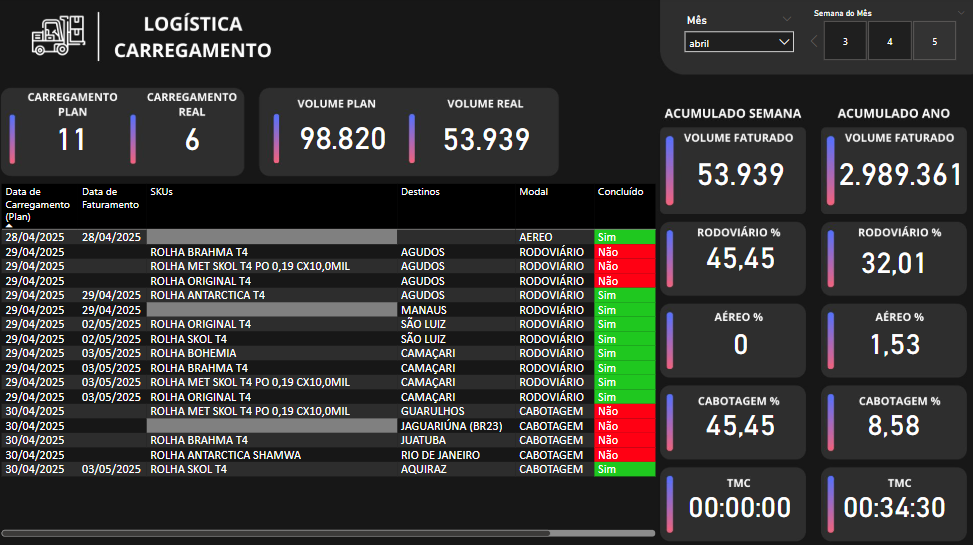 LOGÍSTICA
CARREGAMENTO
Mês
abril
Semana do Mês
3 4 5
CARREGAMENTO PLAN
11
CARREGAMENTO REAL
6
VOLUME PLAN
98.820
VOLUME REAL
53.939
ACUMULADO SEMANA
VOLUME FATURADO
53.939
RODOVIÁRIO %
45,45
AÉREO %
0
CABOTAGEM %
45,45
TMC
00:00:00
ACUMULADO ANO
VOLUME FATURADO
2.989.361
RODOVIÁRIO %
32,01
AÉREO %
1,53
CABOTAGEM %
8,58
TMC
00:34:30
Data de Carregamento (Plan) Data de Faturamento SKUs Destinos Modal Concluído
28/04/2025 28/04/2025 AEREO Sim
29/04/2025 ROLHA BRAHMA T4 AGUDOS RODOVIÁRIO Não
29/04/2025 ROLHA MET SKOL T4 PO 0,19 CX10,0MIL AGUDOS RODOVIÁRIO Não
29/04/2025 ROLHA ORIGINAL T4 AGUDOS RODOVIÁRIO Não
29/04/2025 29/04/2025 ROLHA ANTARCTICA T4 AGUDOS RODOVIÁRIO Sim
29/04/2025 29/04/2025 MANAUS RODOVIÁRIO Sim
29/04/2025 02/05/2025 ROLHA ORIGINAL T4 SÃO LUIZ RODOVIÁRIO Sim
29/04/2025 02/05/2025 ROLHA SKOL T4 SÃO LUIZ RODOVIÁRIO Sim
29/04/2025 03/05/2025 ROLHA BOHEMIA CAMAÇARI RODOVIÁRIO Sim
29/04/2025 03/05/2025 ROLHA BRAHMA T4 CAMAÇARI RODOVIÁRIO Sim
29/04/2025 03/05/2025 ROLHA MET SKOL T4 PO 0,19 CX10,0MIL CAMAÇARI RODOVIÁRIO Sim
29/04/2025 03/05/2025 ROLHA ORIGINAL T4 CAMAÇARI RODOVIÁRIO Sim
30/04/2025 ROLHA MET SKOL T4 PO 0,19 CX10,0MIL GUARULHOS CABOTAGEM Não
30/04/2025 JAGUARIÚNA (BR23) CABOTAGEM Não
30/04/2025 ROLHA BRAHMA T4 JUATUBA CABOTAGEM Não
30/04/2025 ROLHA ANTARCTICA SHAMWA RIO DE JANEIRO CABOTAGEM Não
30/04/2025 03/05/2025 ROLHA SKOL T4 AQUIRAZ CABOTAGEM Sim